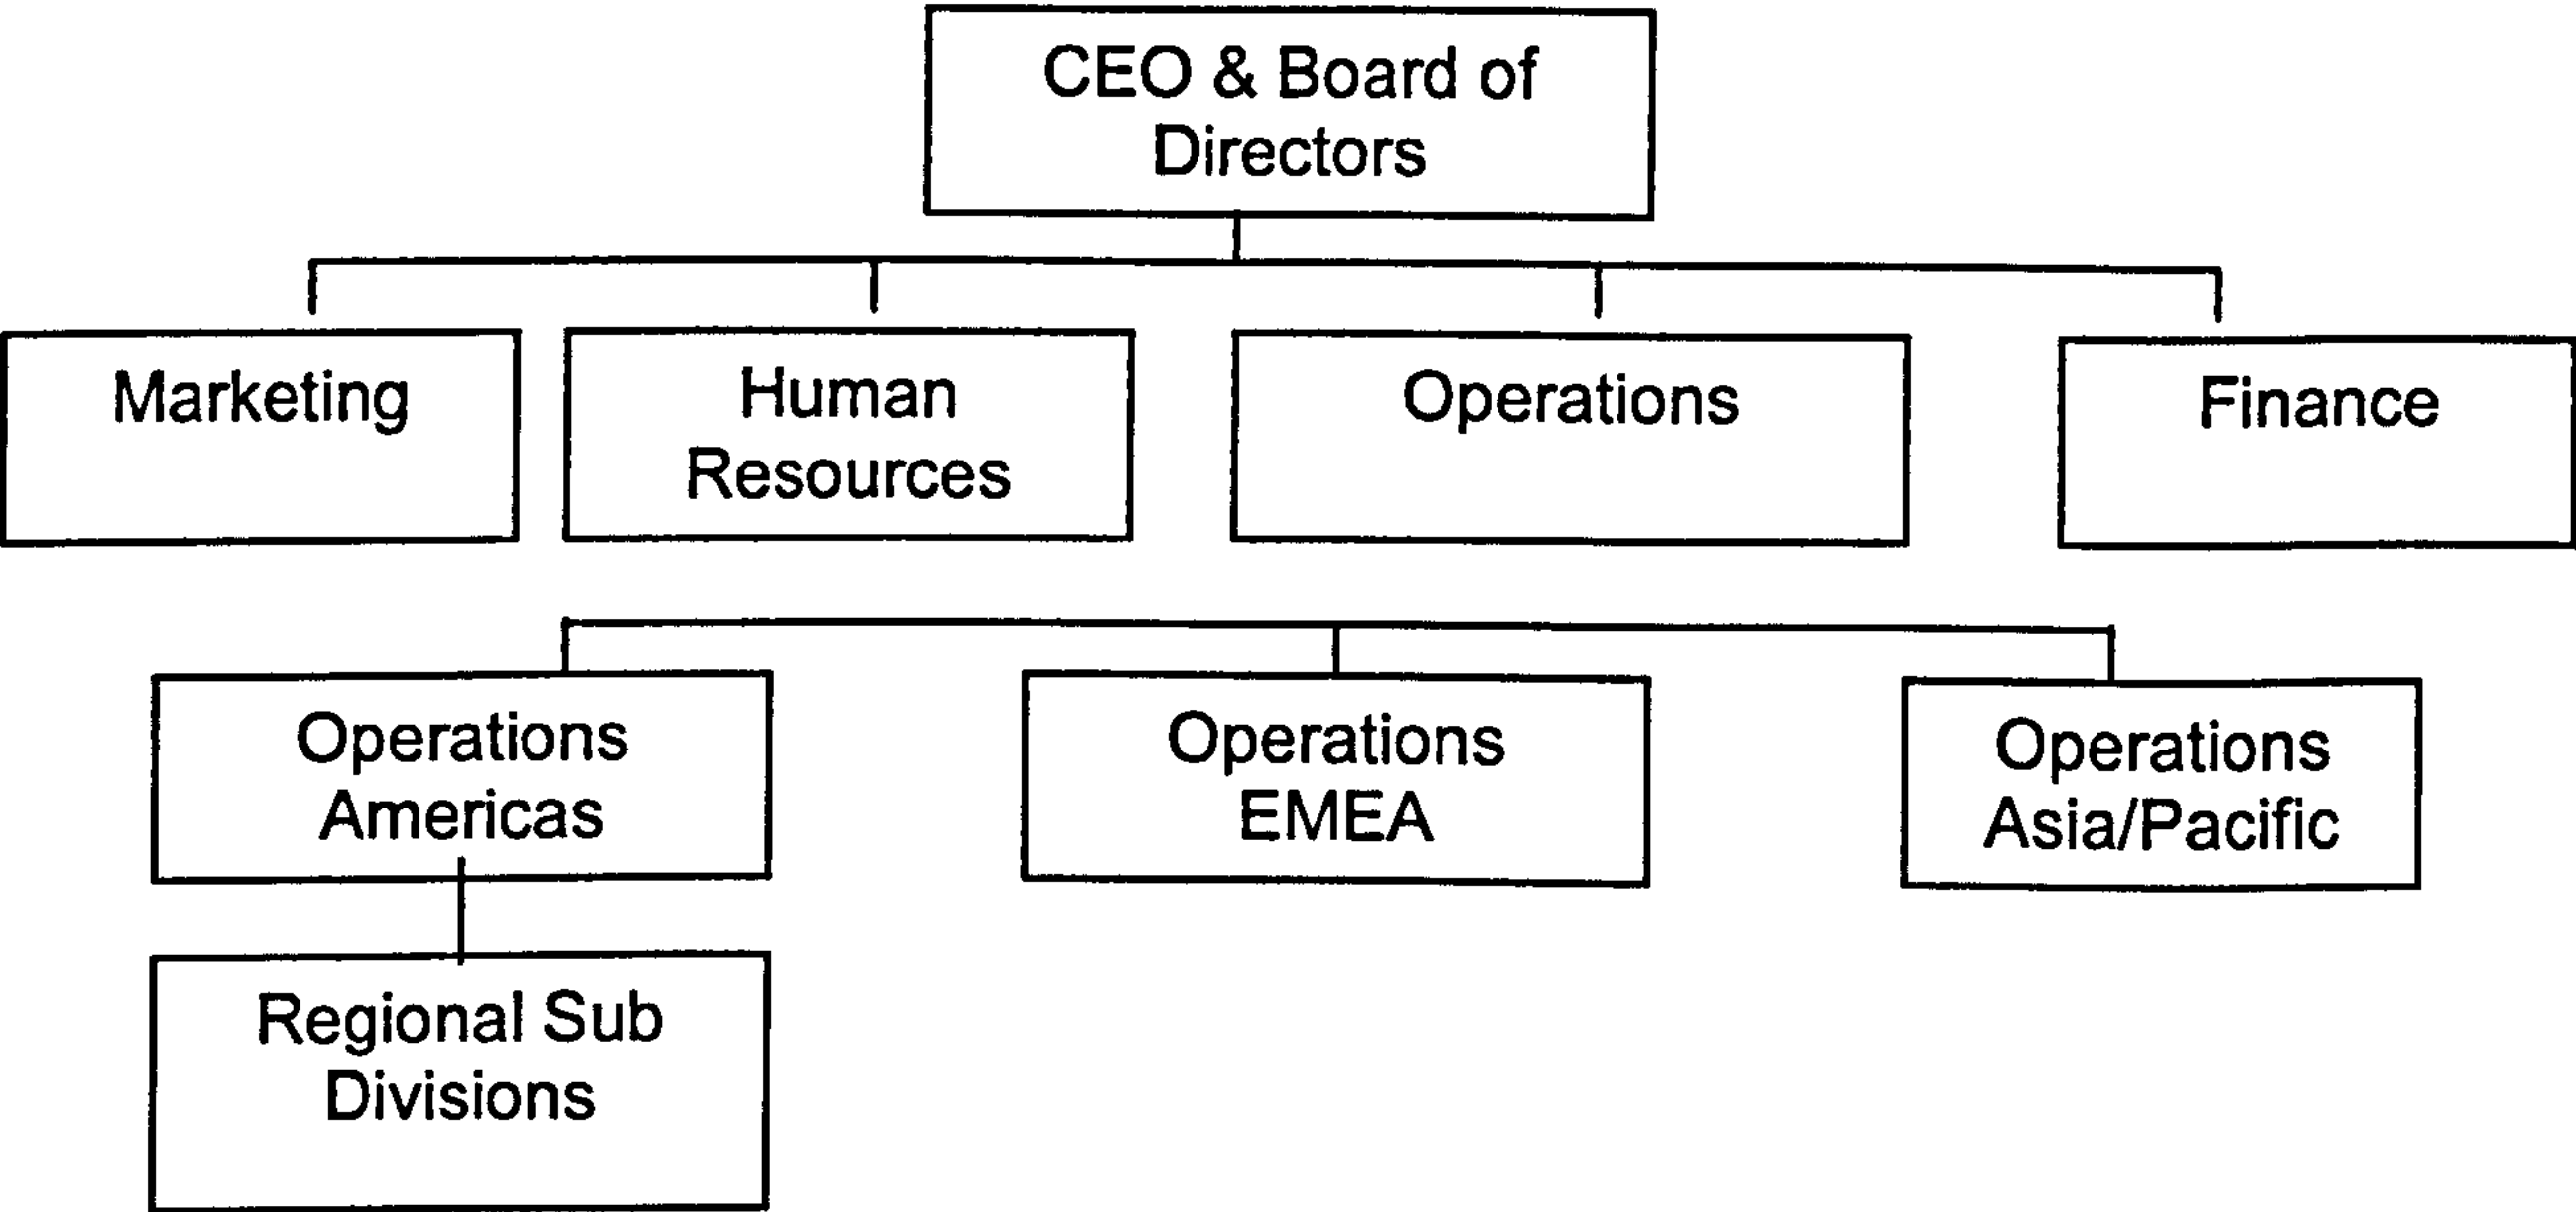 CEO & Board of
Directors
Marketing
Human
Resources
Operations
Finance
Operations
Americas
Operations
EMEA
Operations
Asia/Pacific
Regional Sub
Divisions